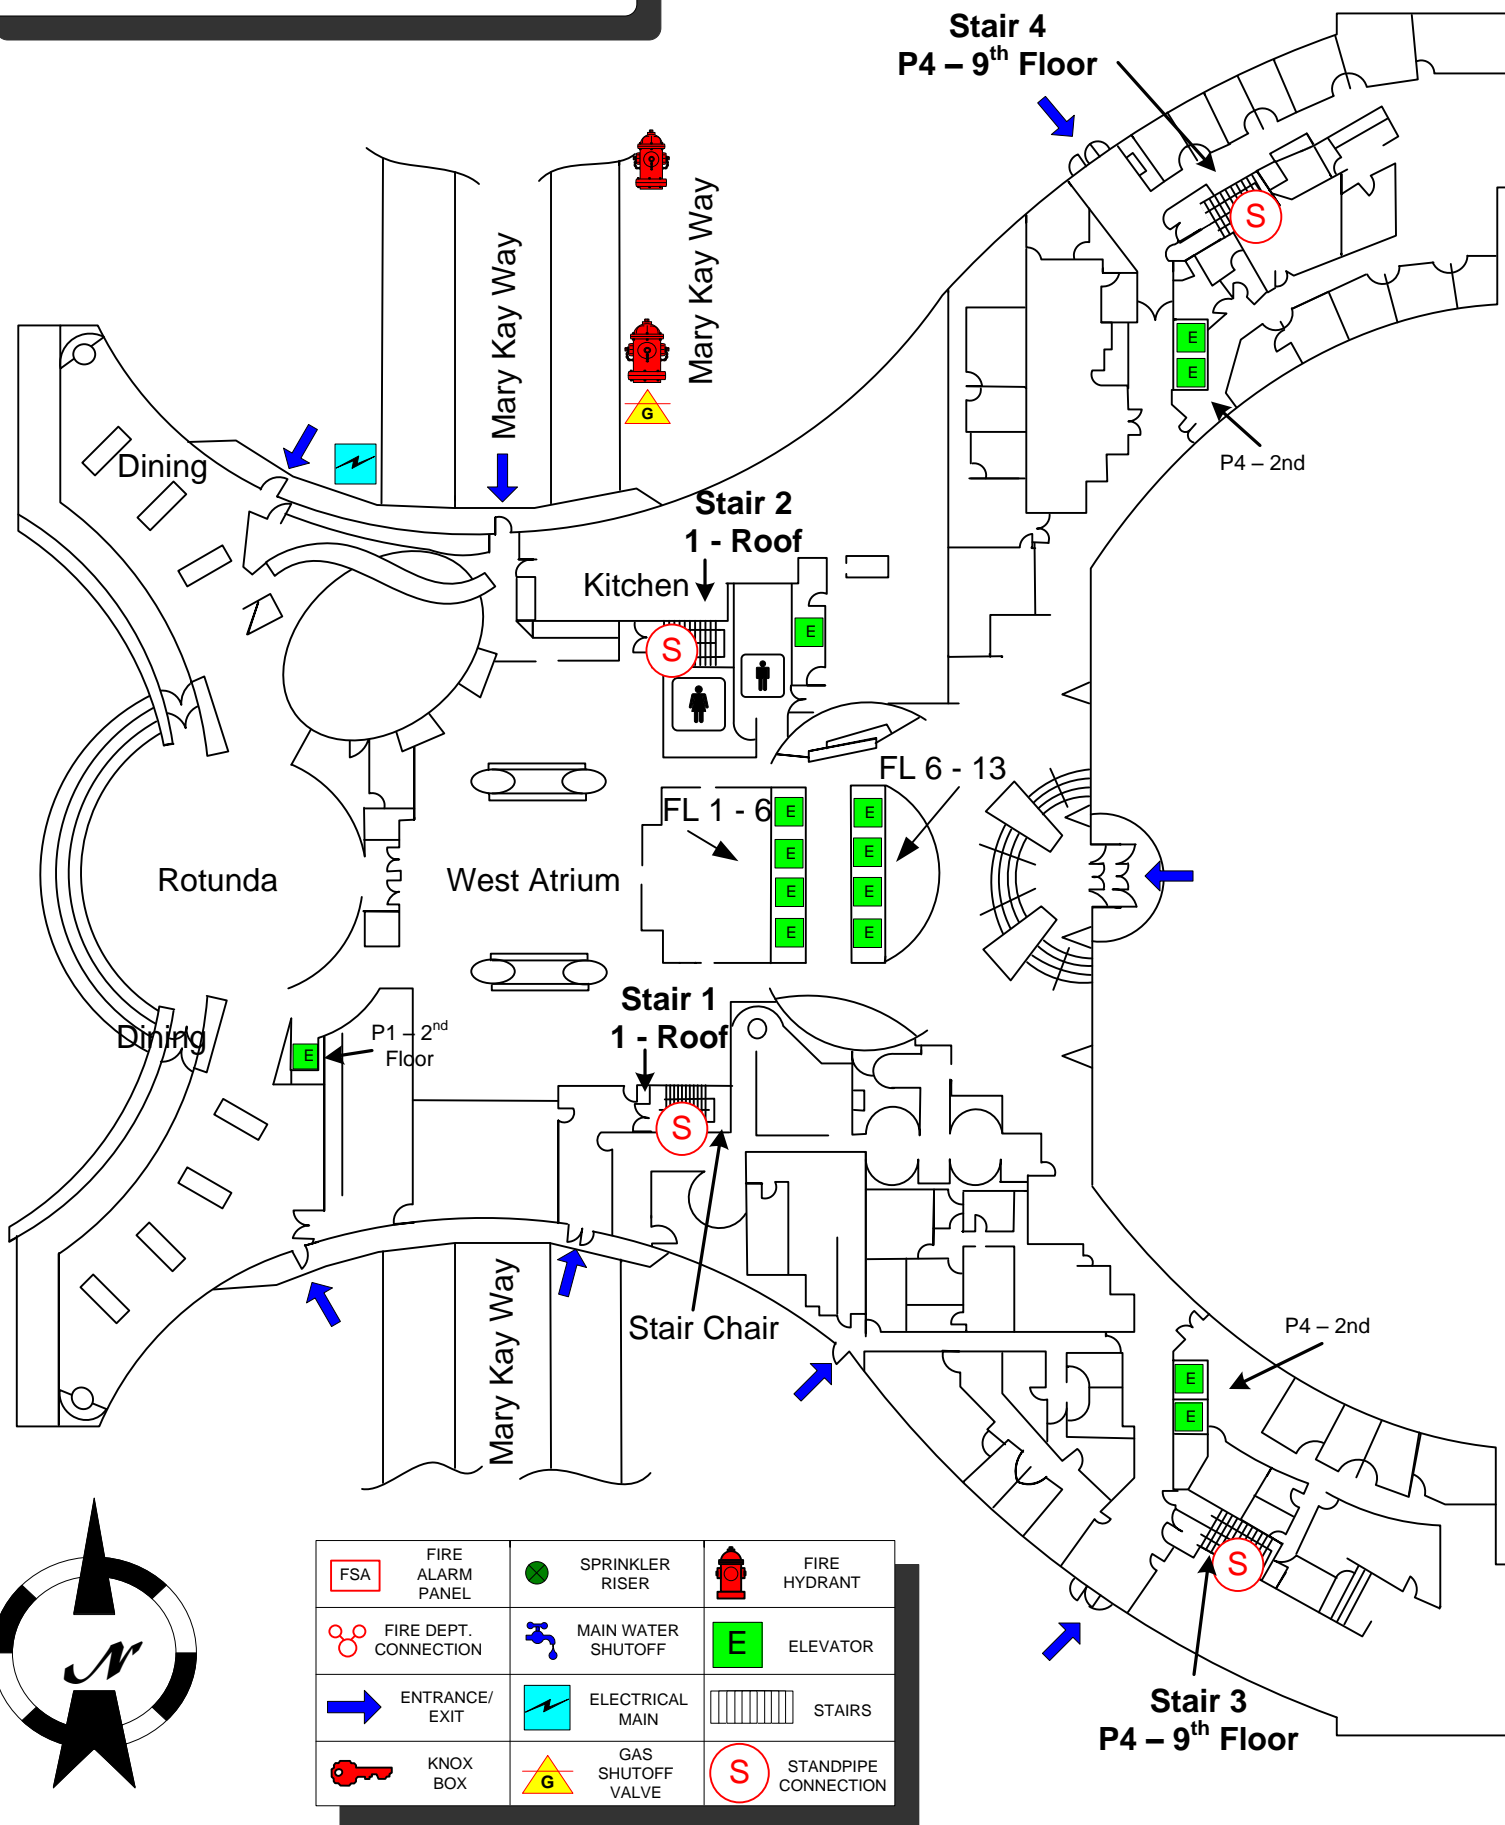 Stair 4
P4 – 9th Floor
S
Mary Kay Way
Mary Kay Way
E
E
G
P4 – 2nd
Dining
Stair 2
1 - Roof
Kitchen
E
S
FL 6 - 13
FL 1 - 6
E
E
E
E
E
E
E
E
Rotunda
West Atrium
Stair 1
1 - Roof
Dining
P1 – 2nd
Floor
E
S
Mary Kay Way
Stair Chair
P4 – 2nd
E
E
S
Stair 3
P4 – 9th Floor
N
FSA
FIRE
ALARM
PANEL
SPRINKLER
RISER
FIRE
HYDRANT
FIRE DEPT.
CONNECTION
MAIN WATER
SHUTOFF
E
ELEVATOR
ENTRANCE/
EXIT
ELECTRICAL
MAIN
STAIRS
KNOX
BOX
G
GAS
SHUTOFF
VALVE
S
STANDPIPE
CONNECTION